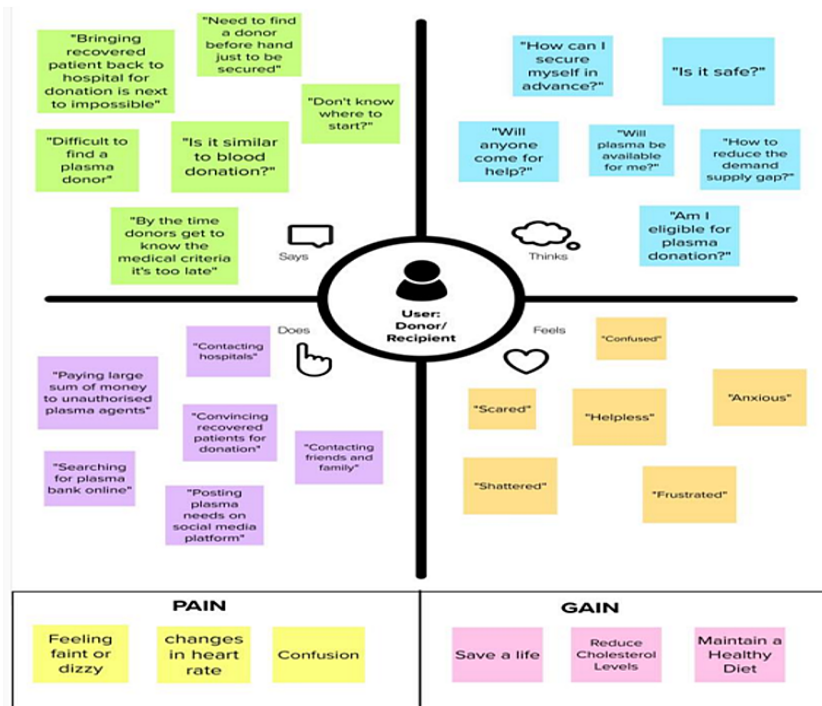 "Bringing
recovered
patient back to
hospital for
donation is next
to impossible"
"Need to find
a donor
before hand
just to be
secured"
"Don't know
where to
start?"
"Difficult to
find a
plasma
donor"
"Is it similar
to blood
donation?"
"By the time
donors get to
know the
medical criteria
it's too late"
Says
"How can I
secure
myself in
advance?"
"Is it safe?"
"Will
anyone
come for
help?"
"Will
plasma be
available
for me?"
"How to
reduce the
demand
supply gap?"
"Am I
eligible for
plasma
donation?"
Thinks
User:
Donor/
Recipient
Does
"Contacting
hospitals"
"Paying large
sum of money
to unauthorised
plasma agents"
"Convincing
recovered
patients for
donation"
"Contacting
friends and
family"
"Searching
for plasma
bank online"
"Posting
plasma
needs on
social media
platform"
Feels
"Confused"
"Scared"
"Helpless"
"Anxious"
"Shattered"
"Frustrated"
PAIN
Feeling
faint or
dizzy
changes
in heart
rate
Confusion
GAIN
Save a life
Reduce
Cholesterol
Levels
Maintain a
Healthy
Diet